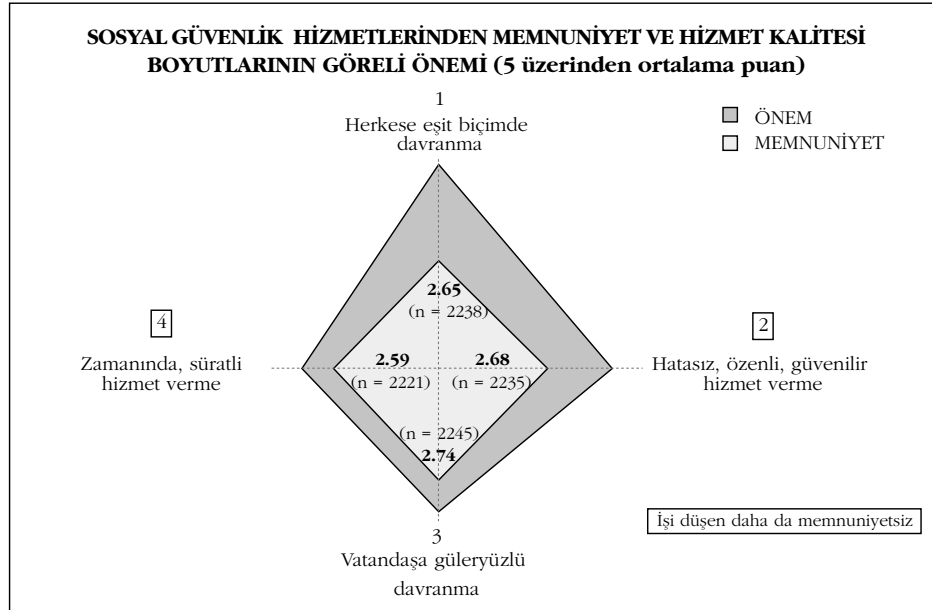 SOSYAL GÜVENLİK HİZMETLERİNDEN MEMNUNİYET VE HİZMET KALİTESİ
BOYUTLARININ GÖRELİ ÖNEMİ (5 üzerinden ortalama puan)
1
Herkese eşit biçimde
davranma
ÖNEM
MEMNUNİYET
2.65
(n = 2238)
4
Zamanında, süratli
hizmet verme
2.59
(n = 2221)
2.68
(n = 2235)
2
Hatasız, özenli, güvenilir
hizmet verme
(n = 2245)
2.74
3
Vatandaşa güleryüzlü
davranma
İşi düşen daha da memnuniyetsiz